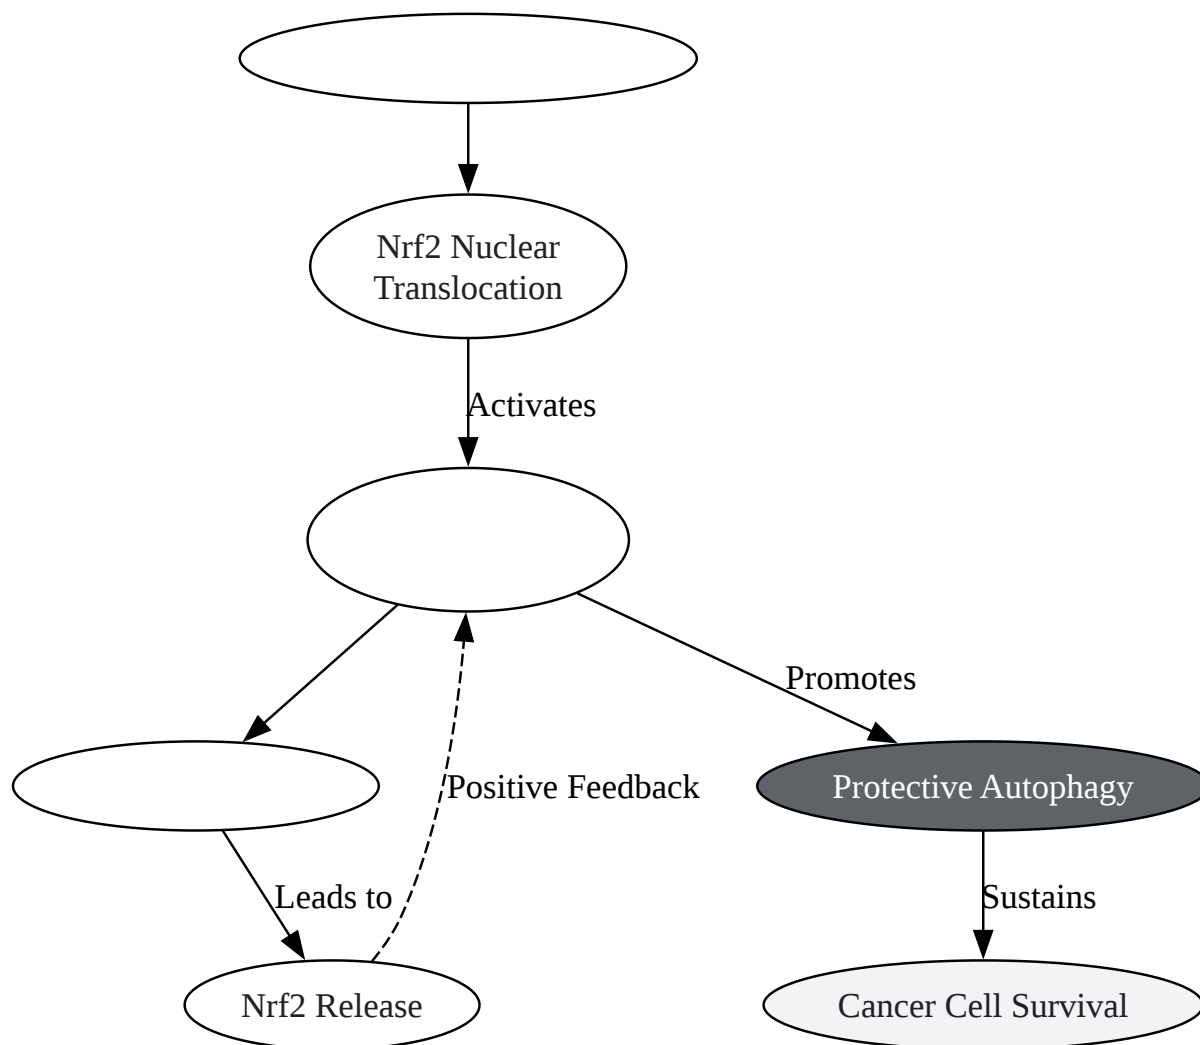 Nrf2 Nuclear
Translocation
Activates
Promotes
Positive Feedback
Protective Autophagy
Leads to
Sustains
Nrf2 Release
Cancer Cell Survival